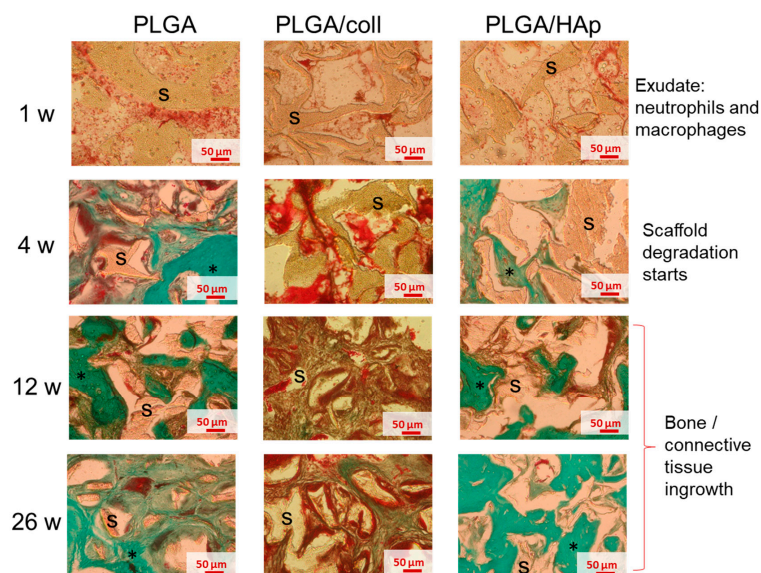 PLGA PLGA/coll PLGA/HAp
1 w
S
50 µm
S
50 µm
S
50 µm
Exudate:
neutrophils and
macrophages
4 w
S
*
50 µm
S
50 µm
S
*
50 µm
Scaffold
degradation
starts
12 w
*
S
50 µm
S
50 µm
*
S
50 µm
26 w
S
*
50 µm
S
50 µm
*
S
50 µm
Bone /
connective
tissue
ingrowth